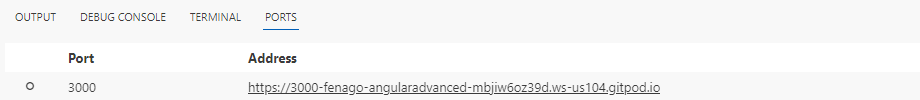 OUTPUT DEBUG CONSOLE TERMINAL PORTS
Port Address
3000 https://3000-fenago-angularadvanced-mbjiw6oz39d.ws-us104.gitpod.io